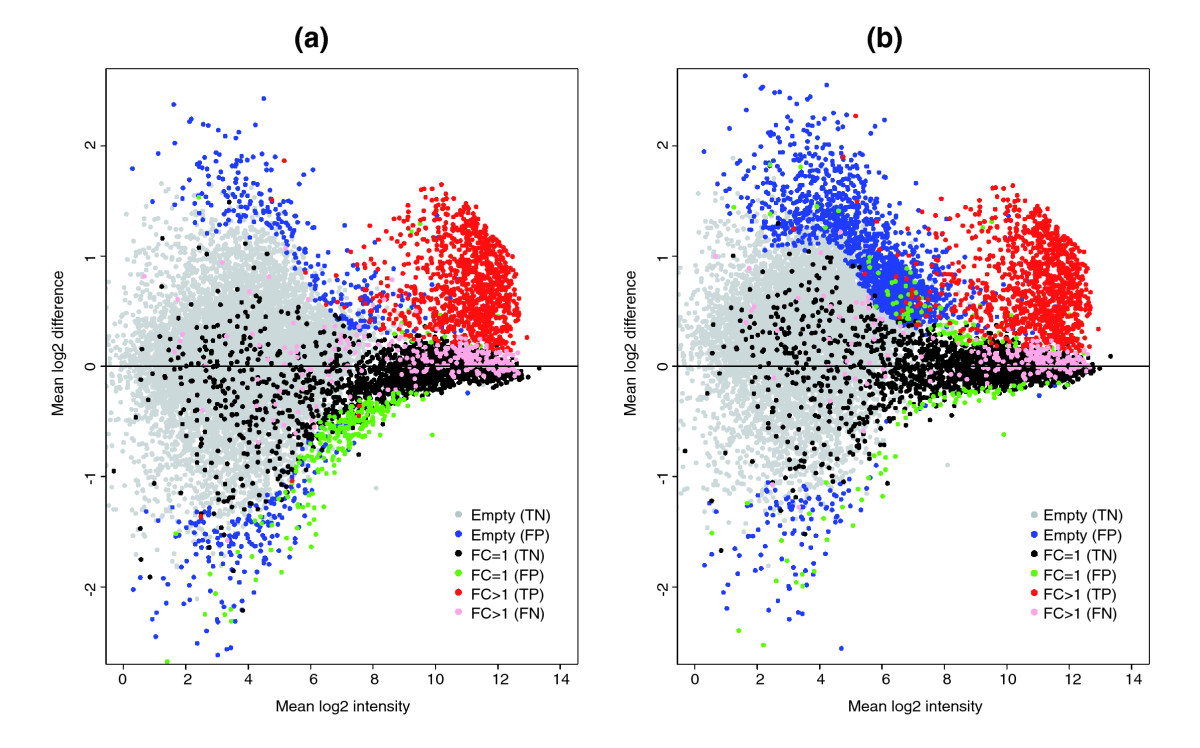 (a)
2
1
0
-1
-2
Mean log2 difference
Empty (TN)
Empty (FP)
FC=1 (TN)
FC=1 (FP)
FC>1 (TP)
FC>1 (FN)
0 2 4 6 8 10 12 14
Mean log2 intensity
(b)
2
1
0
-1
-2
Mean log2 difference
Empty (TN)
Empty (FP)
FC=1 (TN)
FC=1 (FP)
FC>1 (TP)
FC>1 (FN)
0 2 4 6 8 10 12 14
Mean log2 intensity